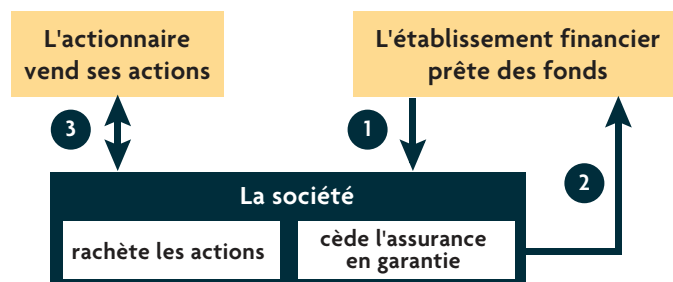 L'actionnaire
vend ses actions
L'établissement financier
prête des fonds
3
1
2
La société
rachète les actions
cède l'assurance
en garantie